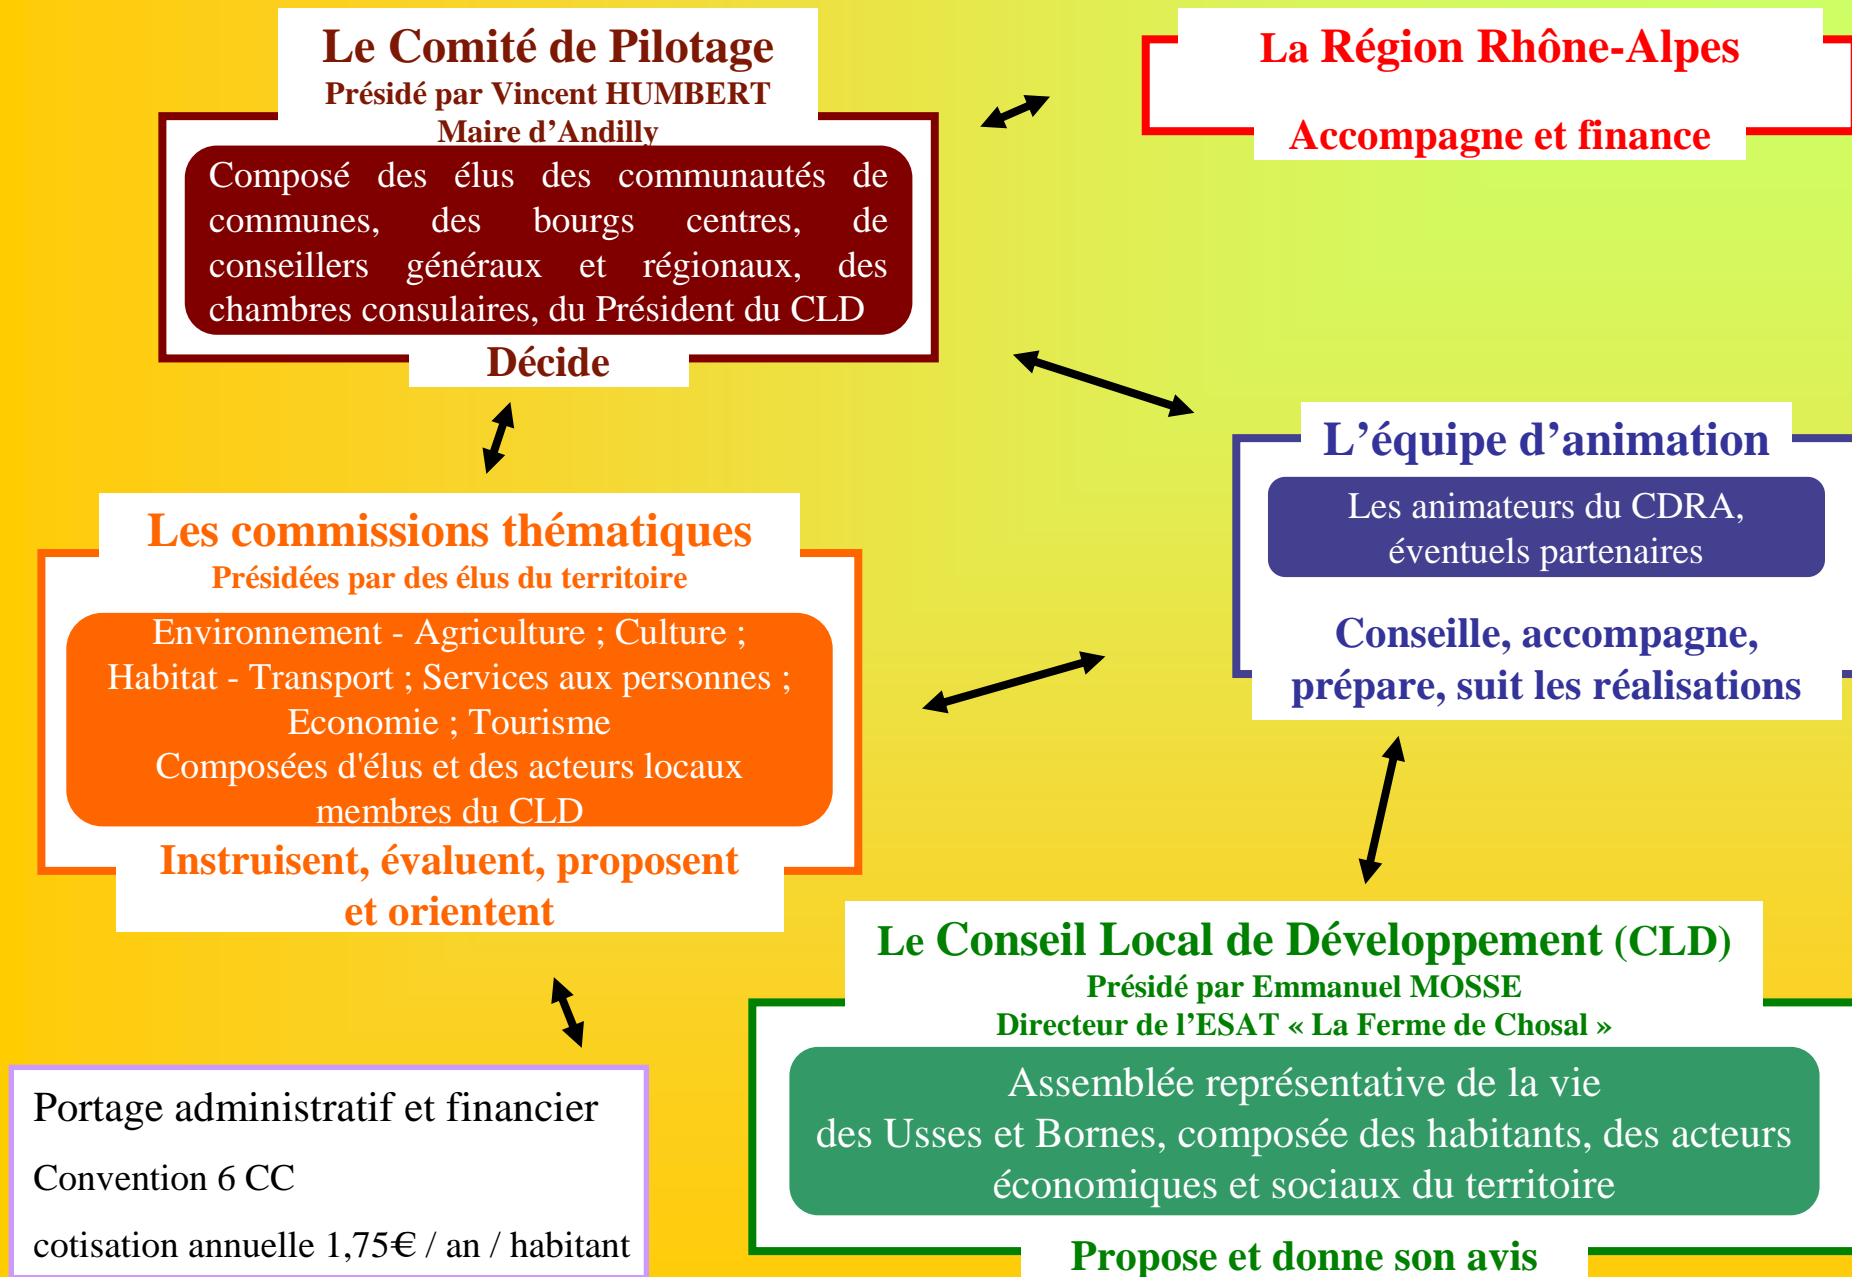 Le Comité de Pilotage
Présidé par Vincent HUMBERT
Maire d’Andilly
Composé des élus des communautés de
communes, des bourgs centres, de
conseillers généraux et régionaux, des
chambres consulaires, du Président du CLD
Décide
La Région Rhône-Alpes
Accompagne et finance
L’équipe d’animation
Les animateurs du CDRA,
éventuels partenaires
Conseille, accompagne,
prépare, suit les réalisations
Les commissions thématiques
Présidées par des élus du territoire
Environnement - Agriculture ; Culture ;
Habitat - Transport ; Services aux personnes ;
Economie ; Tourisme
Composées d'élus et des acteurs locaux
membres du CLD
Instruisent, évaluent, proposent
et orientent
Le Conseil Local de Développement (CLD)
Présidé par Emmanuel MOSSE
Directeur de l’ESAT « La Ferme de Chosal »
Assemblée représentative de la vie
des Usses et Bornes, composée des habitants, des acteurs
économiques et sociaux du territoire
Propose et donne son avis
Portage administratif et financier
Convention 6 CC
cotisation annuelle 1,75€ / an / habitant